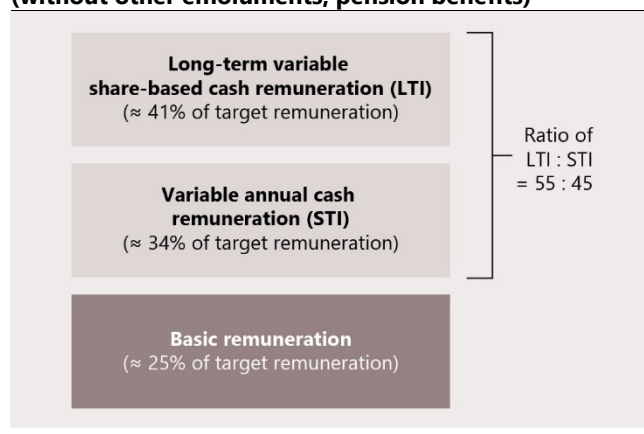 (without other emoluments, pension benefits)
Long-term variable
share-based cash remuneration (LTI)
(≈ 41% of target remuneration)
Ratio of
LTI : STI
= 55 : 45
Variable annual cash
remuneration (STI)
(≈ 34% of target remuneration)
Basic remuneration
(≈ 25% of target remuneration)